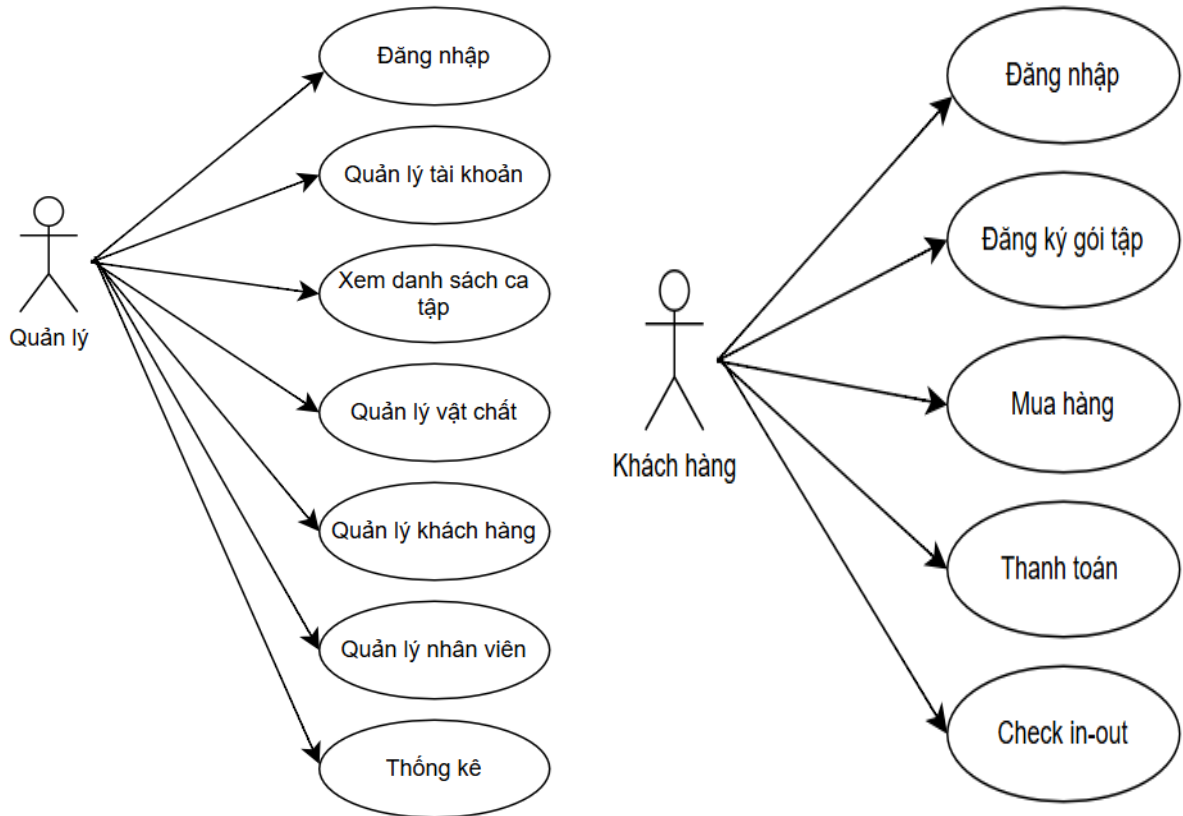 Đăng nhập
Quản lý tài khoản
Xem danh sách ca
tập
Quản lý
Quản lý vật chất
Quản lý khách hàng
Quản lý nhân viên
Thống kê
Đăng nhập
Đăng ký gói tập
Mua hàng
Khách hàng
Thanh toán
Check in-out